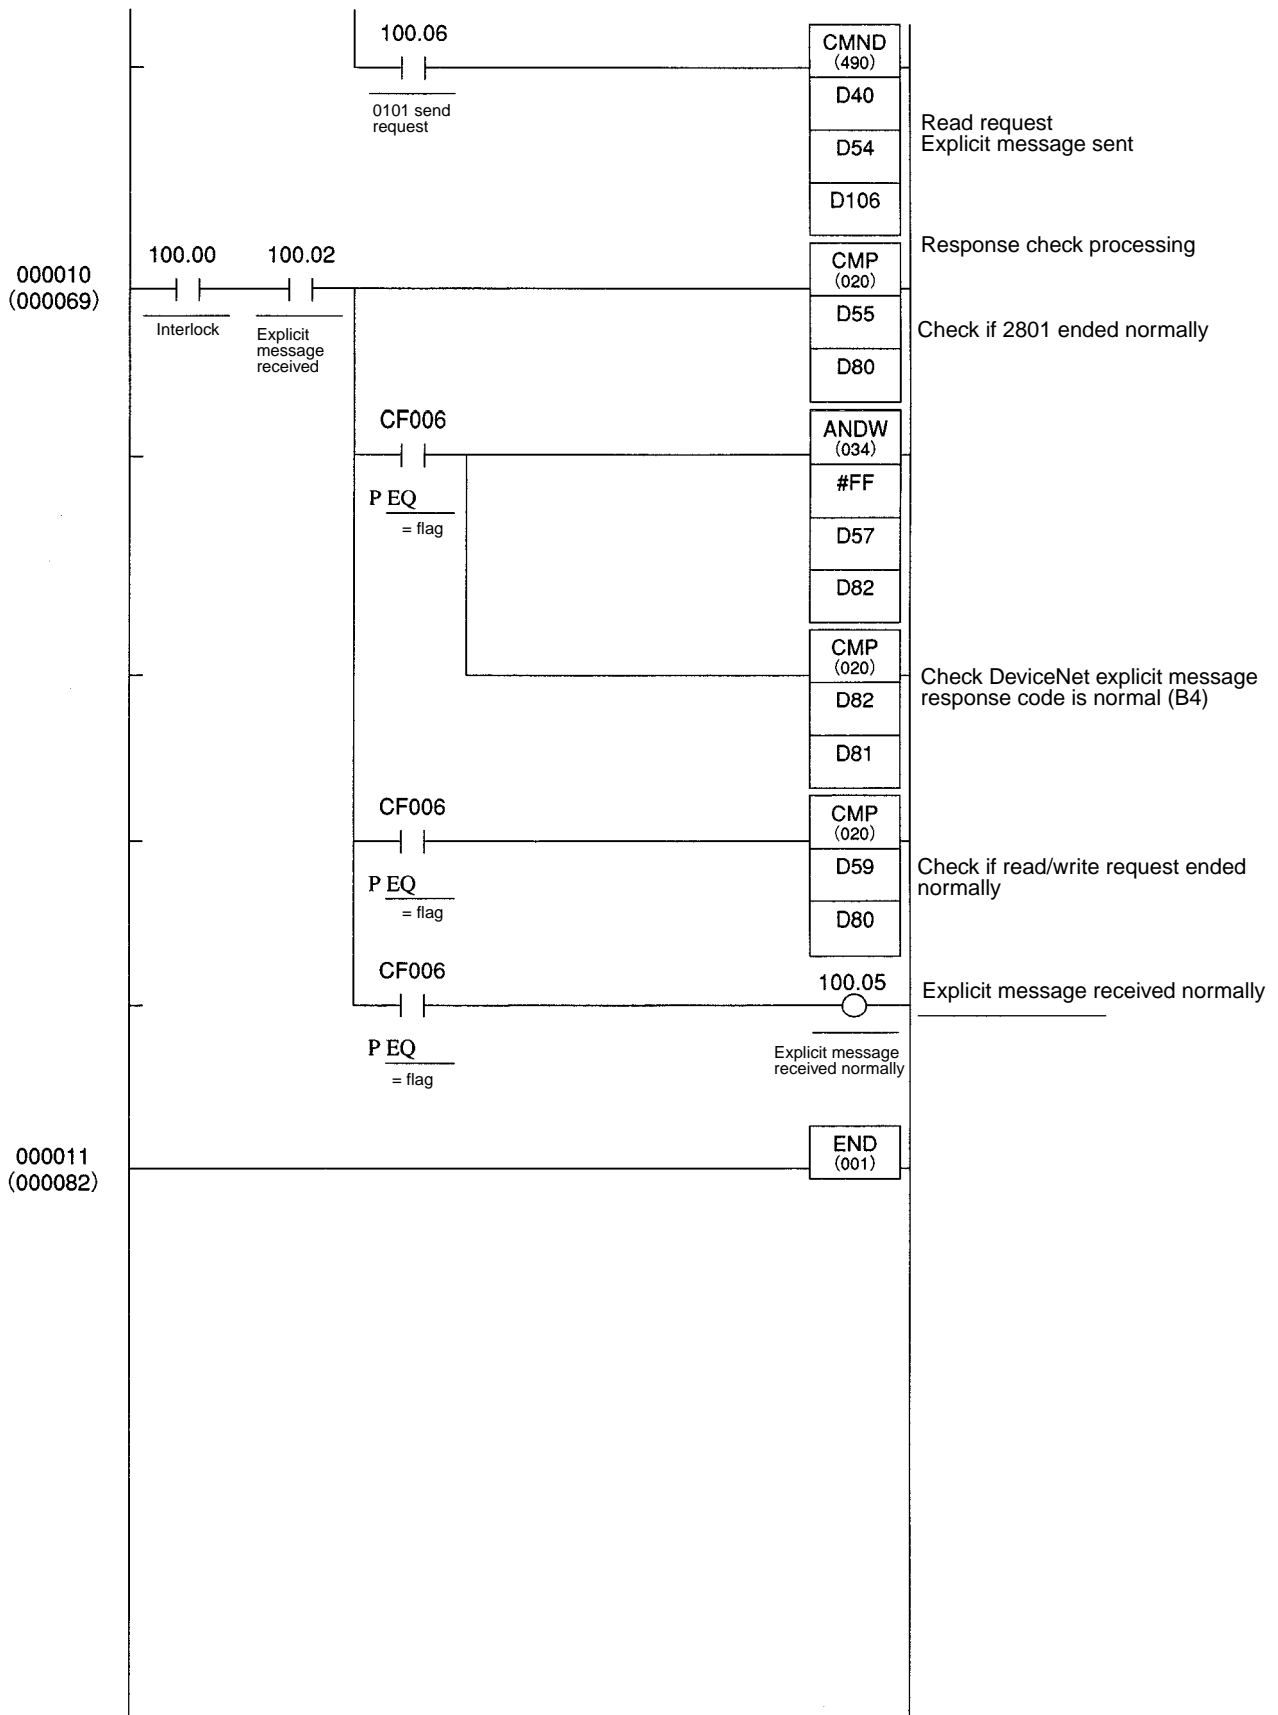 100.06
CMND
(490)
0101 send
request
D40
D54
D106
Read request
Explicit message sent
Response check processing
000010
(000069)
100.00
100.02
Interlock
Explicit
message
received
CMP
(020)
D55
D80
Check if 2801 ended normally
CF006
P EQ
= flag
ANDW
(034)
#FF
D57
D82
CMP
(020)
D82
D81
Check DeviceNet explicit message
response code is normal (B4)
CF006
P EQ
= flag
CMP
(020)
D59
D80
Check if read/write request ended
normally
CF006
P EQ
= flag
100.05
Explicit message
received normally
Explicit message received normally
000011
(000082)
END
(001)